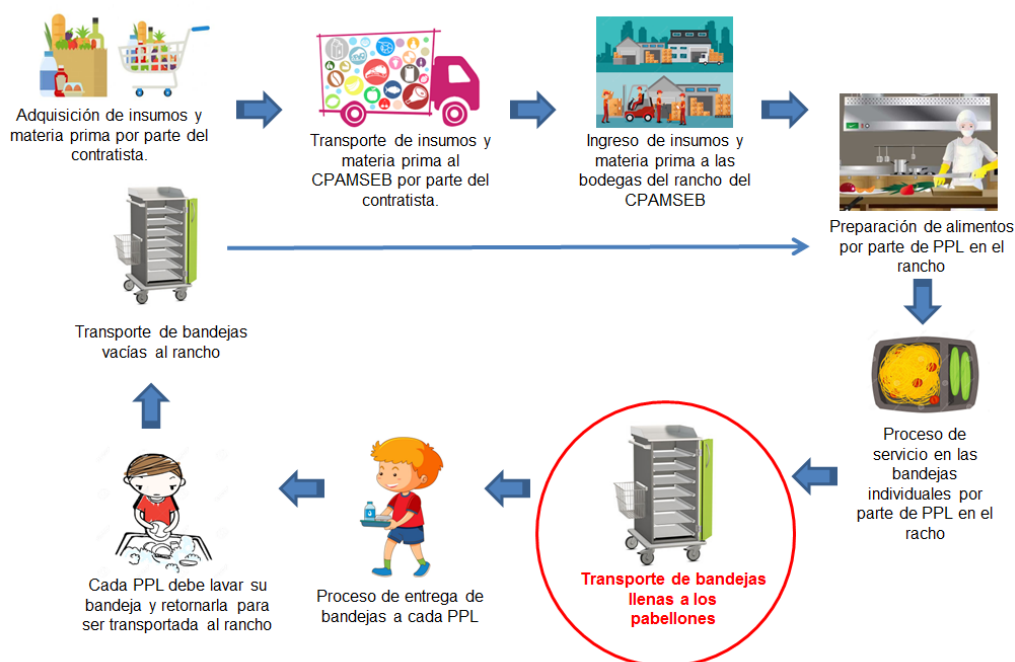 Adquisición de insumos y
materia prima por parte del
contratista.
Transporte de insumos y
materia prima al
CPAMSEB por parte del
contratista.
Ingreso de insumos y
materia prima a las
bodegas del rancho del
CPAMSEB
Preparación de alimentos
por parte de PPL en el
rancho
Proceso de
servicio en las
bandejas
individuales por
parte de PPL en el
racho
Transporte de bandejas
llenas a los
pabellones
Proceso de entrega de
bandejas a cada PPL
Cada PPL debe lavar su
bandeja y retornarla para
ser transportada al rancho
Transporte de bandejas
vacías al rancho